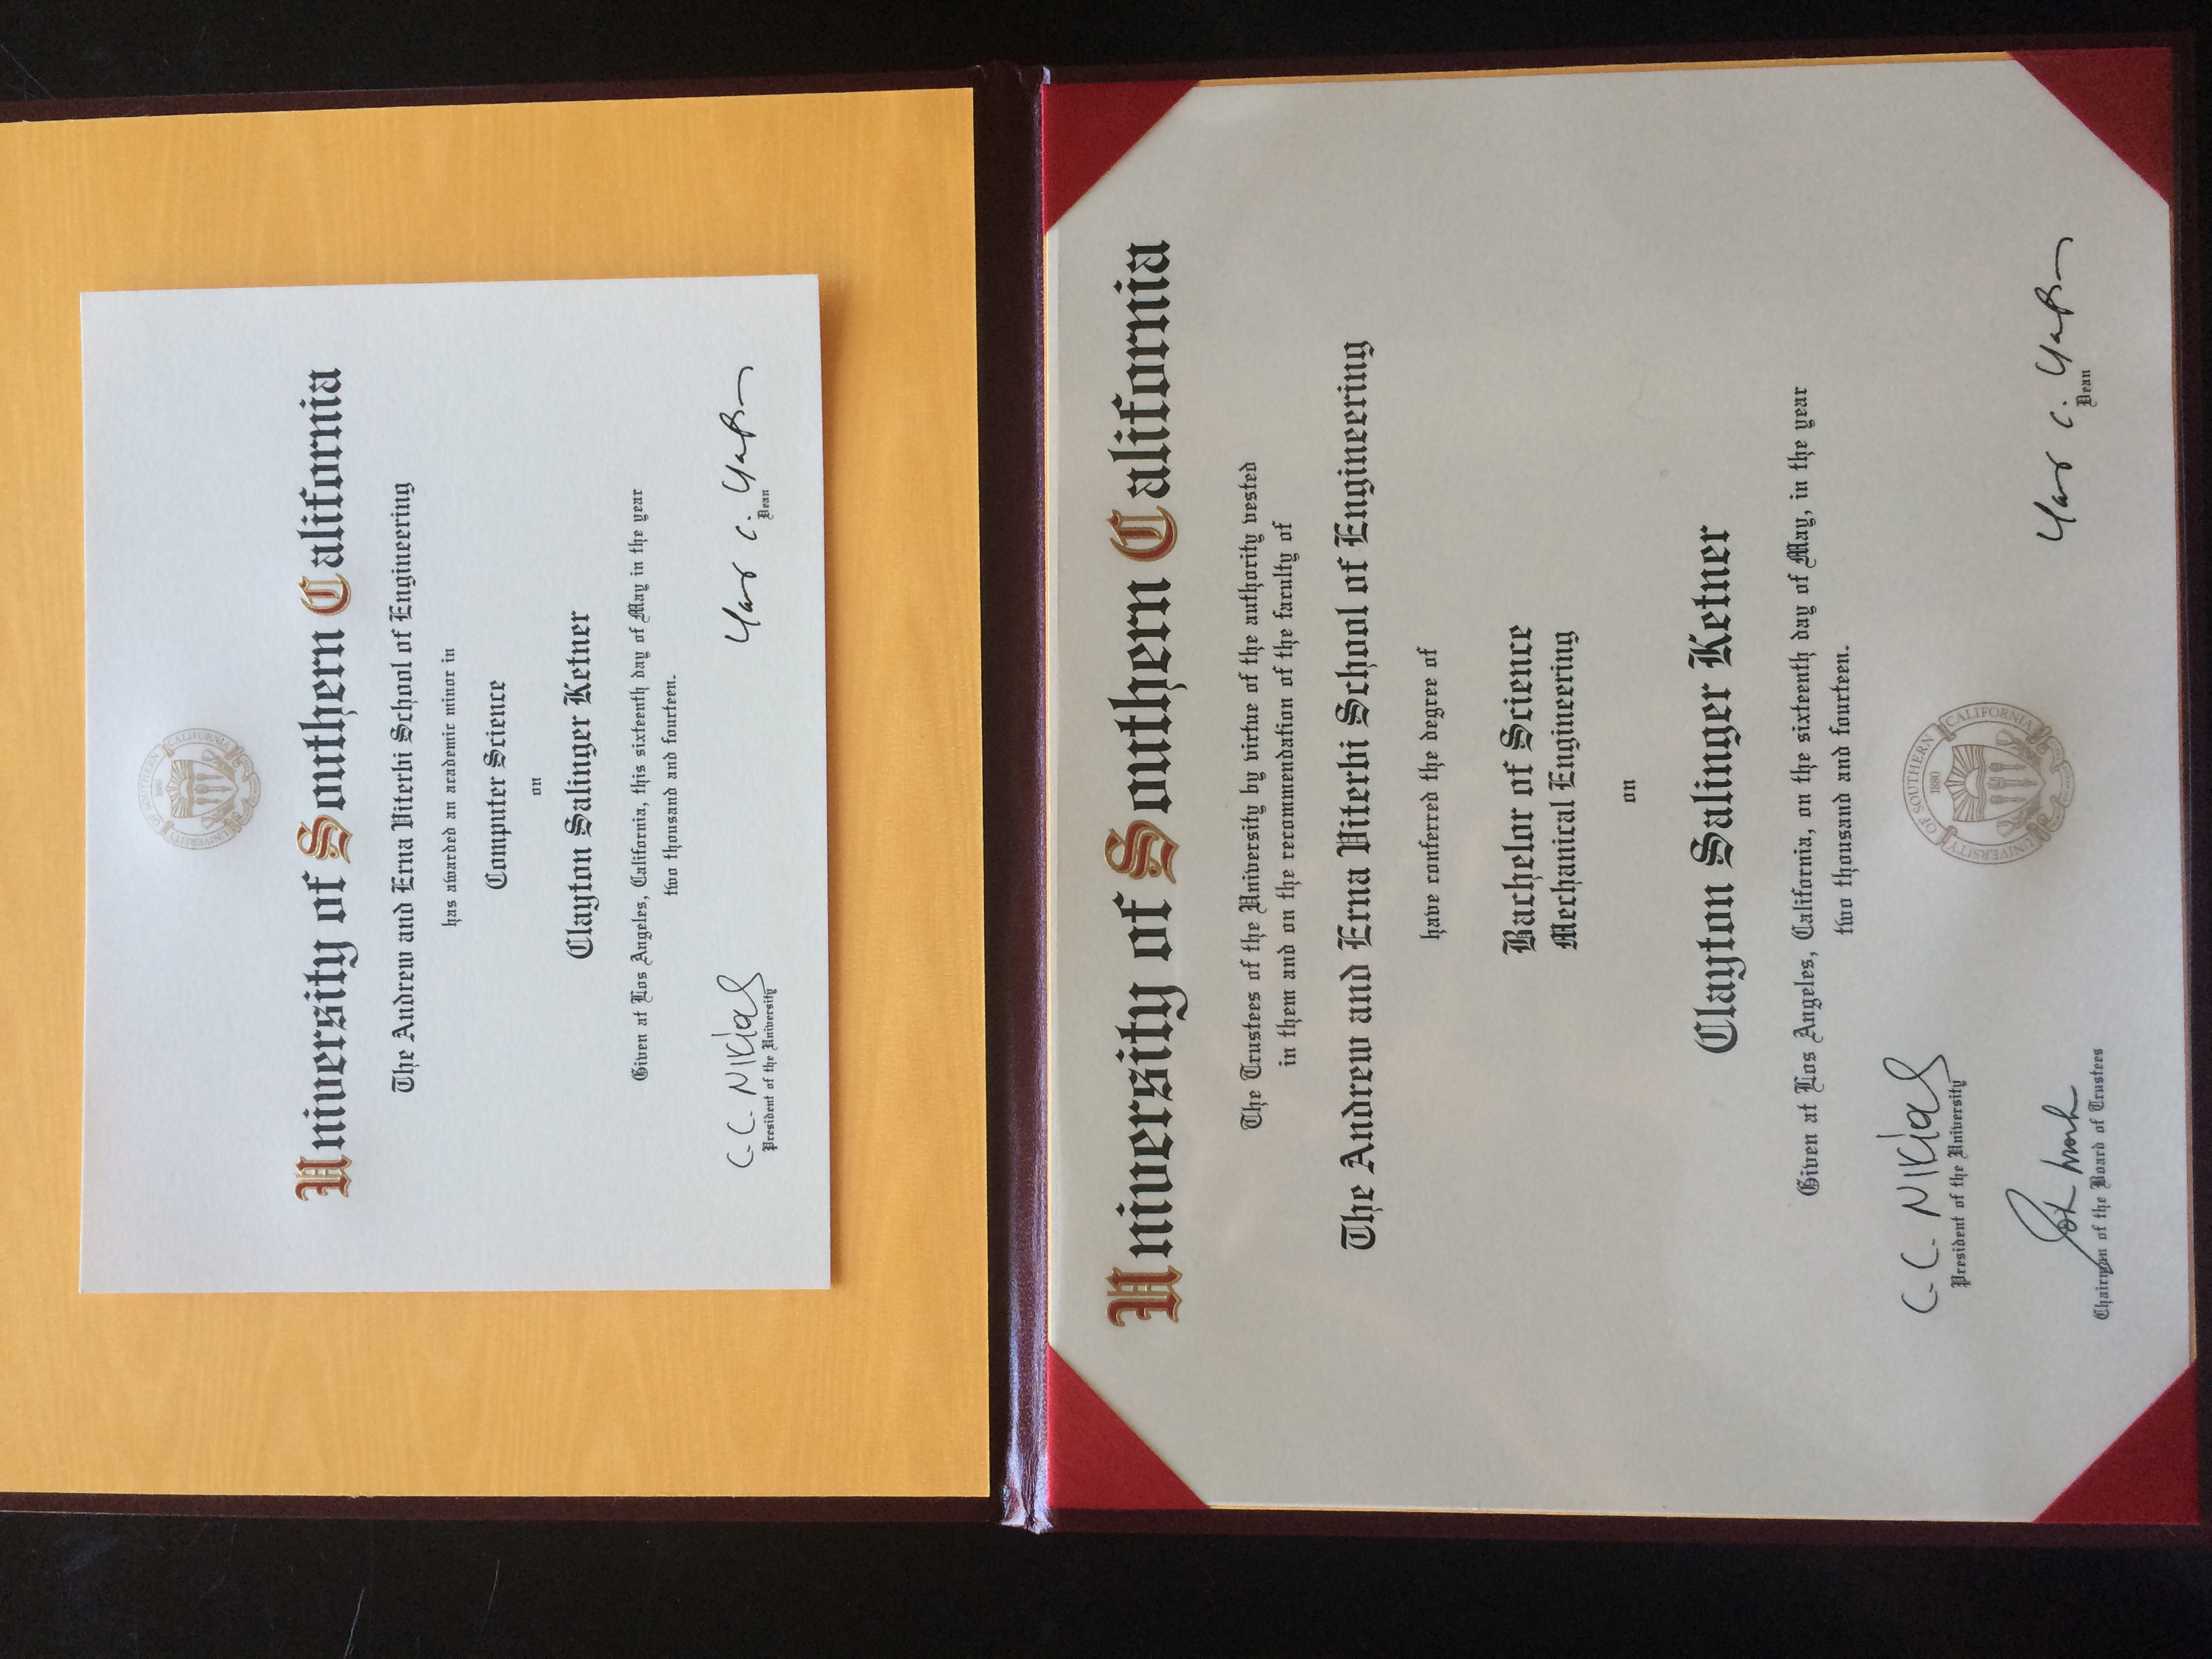 UNIVERSITY OF SOUTHERN CALIFORNIA
1880
University of Southern California
The Andrew and Erna Viterbi School of Engineering
has awarded an academic minor in
Computer Science
on
Clayton Salinger Ketner
Given at Los Angeles, California, this sixteenth day of May in the year
two thousand and fourteen.
C. C. Nikias
President of the University
Dean
University of Southern California
The Trustees of the University by virtue of the authority vested
in them and on the recommendation of the faculty of
The Andrew and Erna Viterbi School of Engineering
have conferred the degree of
Bachelor of Science
Mechanical Engineering
on
Clayton Salinger Ketner
Given at Los Angeles, California, on the sixteenth day of May, in the year
two thousand and fourteen.
C. C. Nikias
President of the University
UNIVERSITY OF SOUTHERN CALIFORNIA
1880
Chairman of the Board of Trustees
Dean